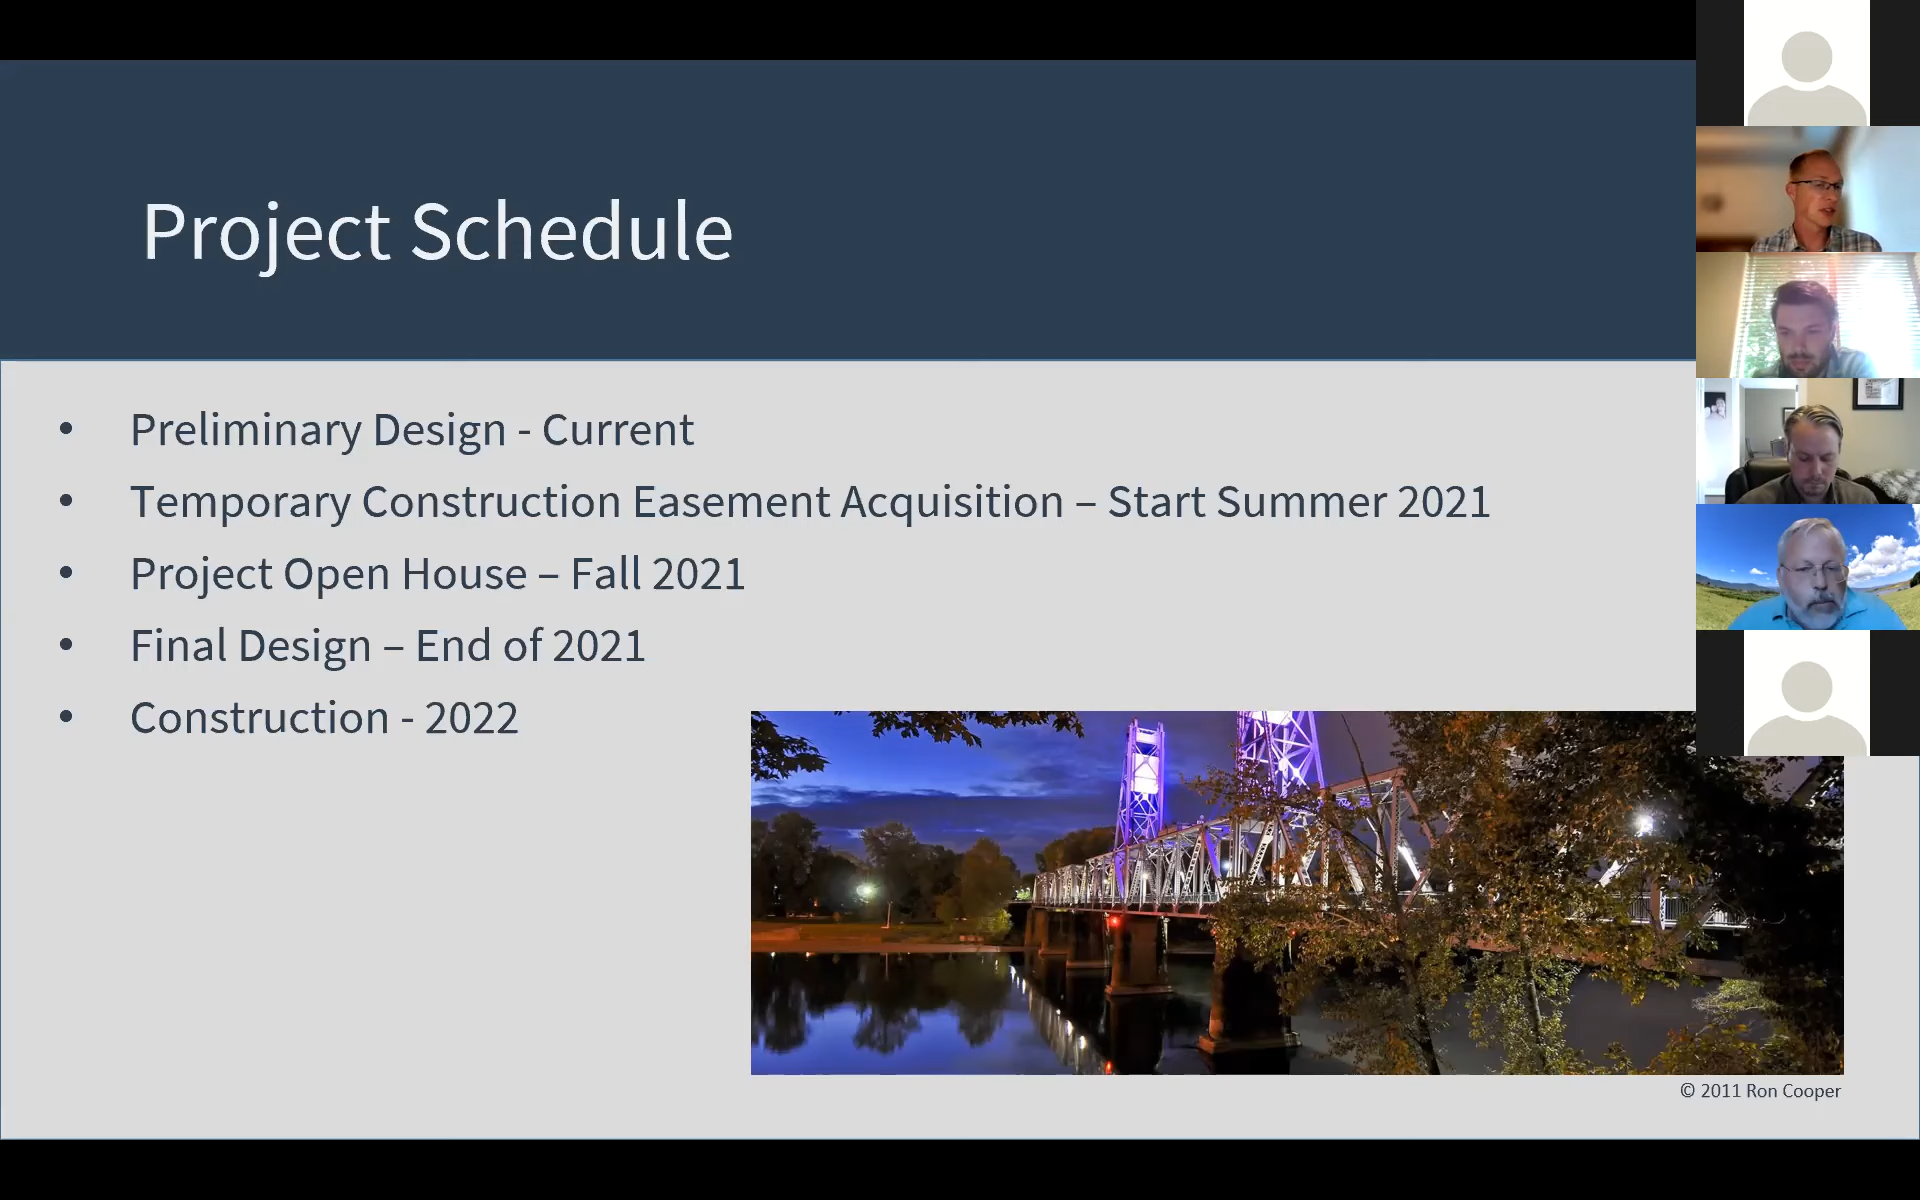 Project Schedule
• Preliminary Design - Current
• Temporary Construction Easement Acquisition – Start Summer 2021
• Project Open House – Fall 2021
• Final Design – End of 2021
• Construction - 2022
© 2011 Ron Cooper